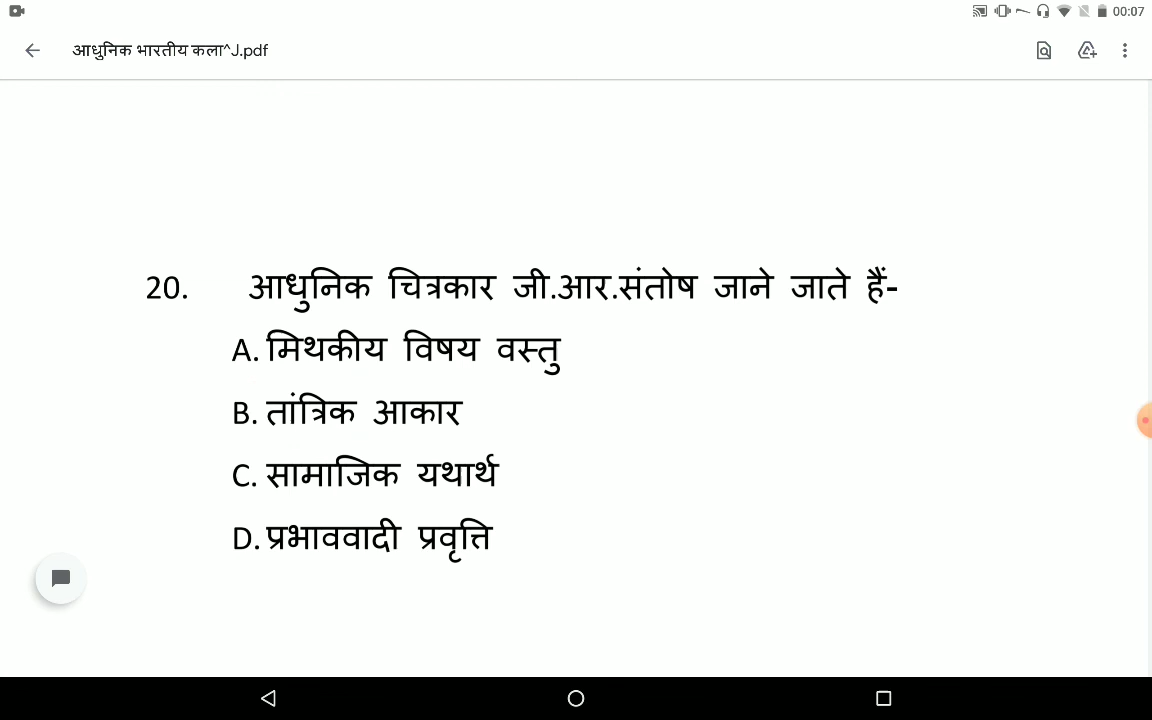 00:07
आधुनिक भारतीय कला^J.pdf
20. आधुनिक चित्रकार जी.आर.संतोष जाने जाते हैं-
A. मिथकीय विषय वस्तु
B. तांत्रिक आकार
C. सामाजिक यथार्थ
D. प्रभाववादी प्रवृत्ति